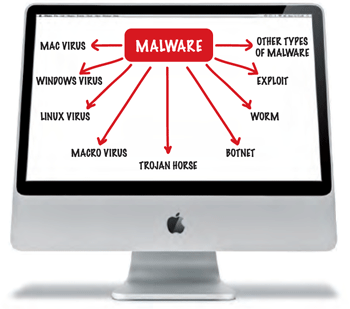 MALWARE
MAC VIRUS
OTHER TYPES
OF MALWARE
WINDOWS VIRUS
EXPLOIT
LINUX VIRUS
WORM
MACRO VIRUS
BOTNET
TROJAN HORSE